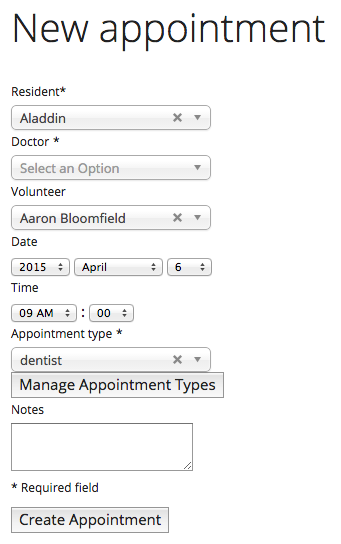 New appointment
Resident*
Aladdin
Doctor *
Select an Option
Volunteer
Aaron Bloomfield
Date
2015 April 6
Time
09 AM : 00
Appointment type *
dentist
Manage Appointment Types
Notes
* Required field
Create Appointment